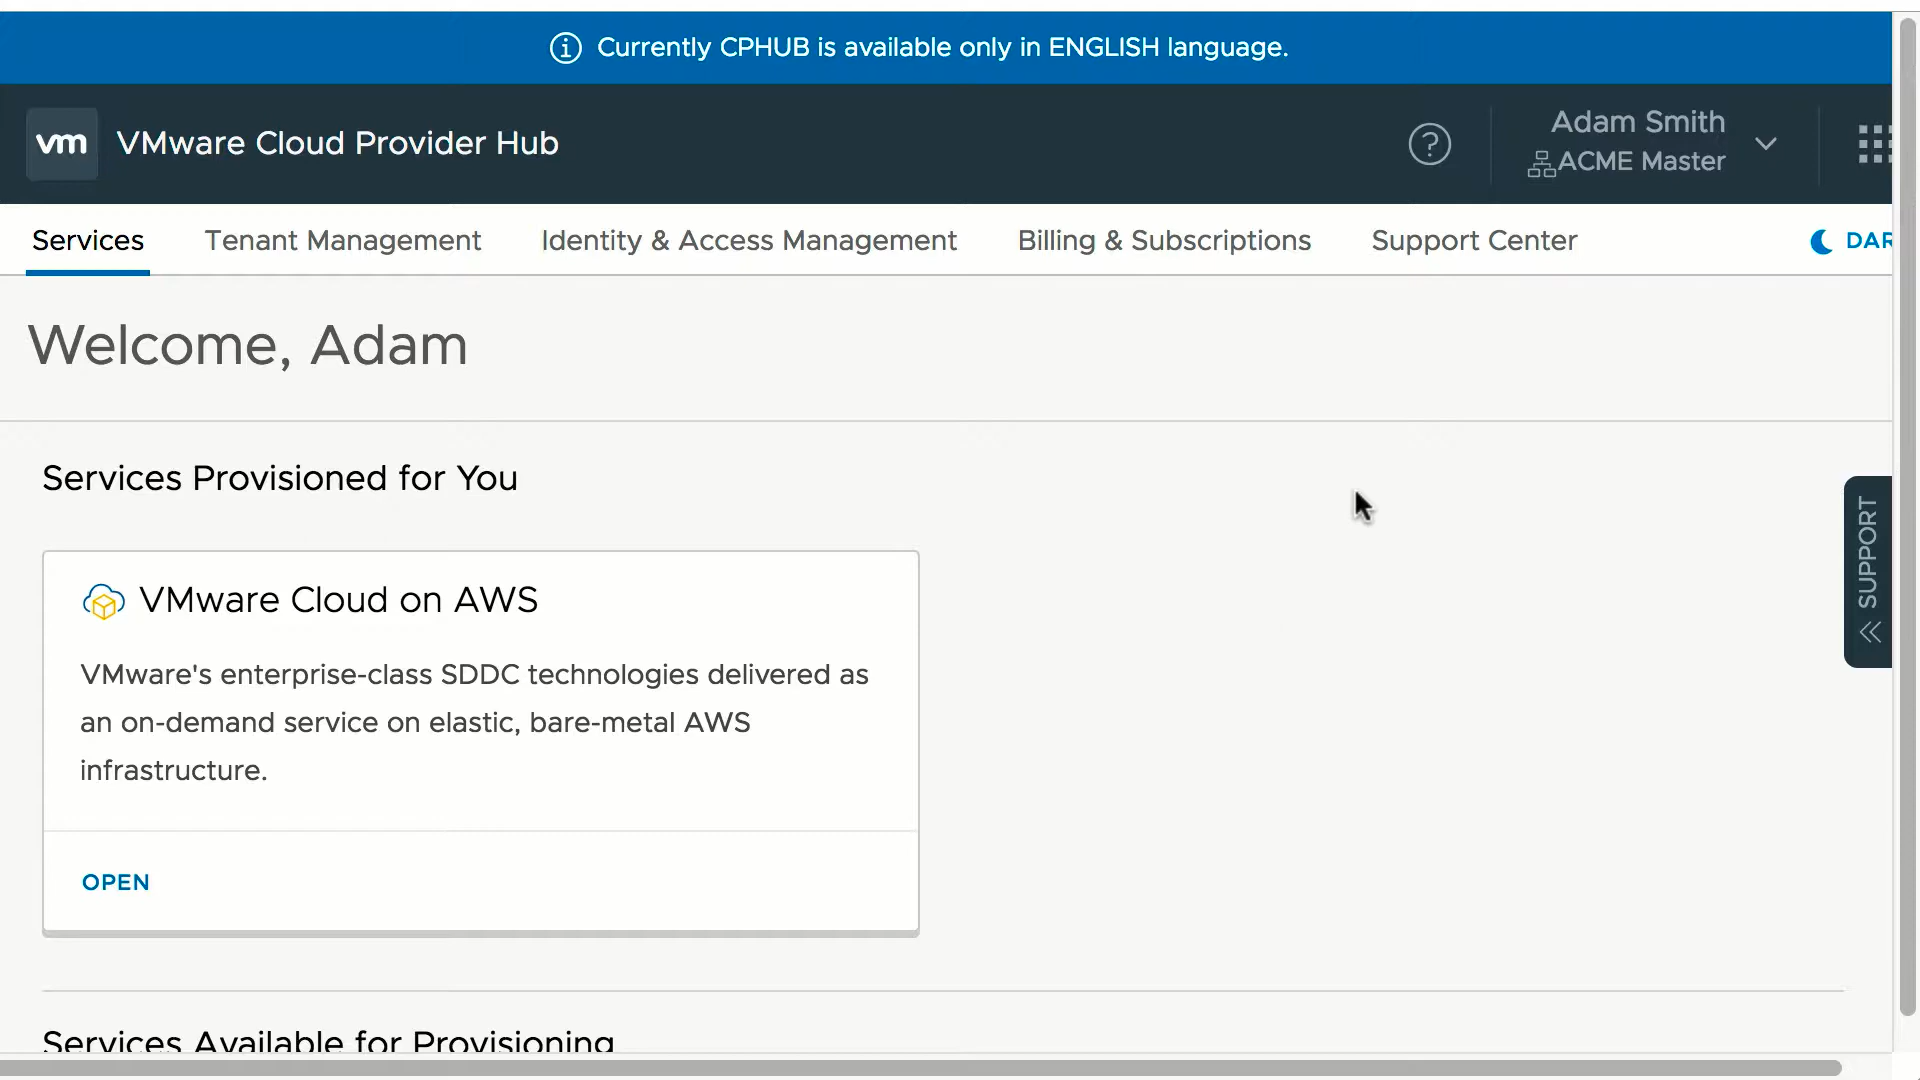 Currently CPHUB is available only in ENGLISH language.
vm VMware Cloud Provider Hub
Adam Smith
ACME Master
Services Tenant Management Identity & Access Management Billing & Subscriptions Support Center DAR
Welcome, Adam
Services Provisioned for You
SUPPORT
VMware Cloud on AWS
VMware's enterprise-class SDDC technologies delivered as
an on-demand service on elastic, bare-metal AWS
infrastructure.
OPEN
Services Available for Provisioning